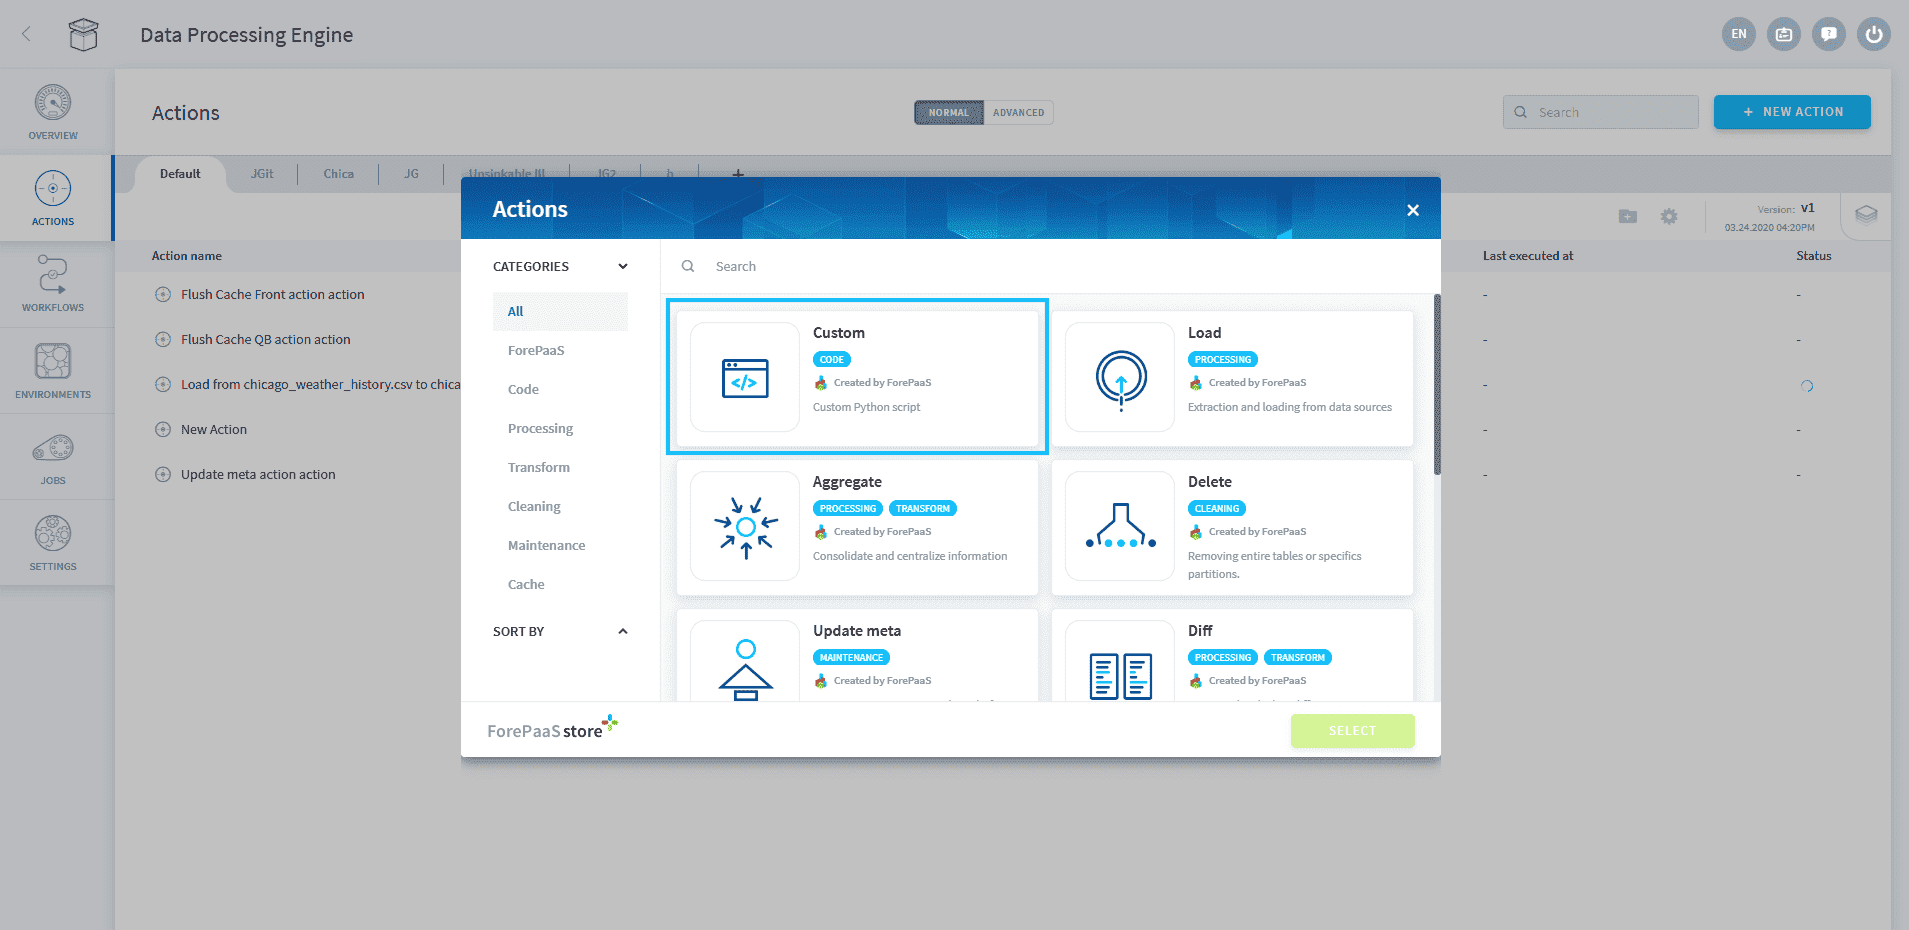 Data Processing Engine
EN
OVERVIEW
ACTIONS
WORKFLOWS
ENVIRONMENTS
JOBS
SETTINGS
Actions
NORMAL ADVANCED
Search
+ NEW ACTION
Default JGit Chica JG Unsinkable III JG2 b +
Version: v1
03.24.2020 04:20PM
Action name
Last executed at
Status
Flush Cache Front action action
- -
Flush Cache QB action action
- -
Load from chicago_weather_history.csv to chica
-
New Action
- -
Update meta action action
- -
Actions
CATEGORIES
All
ForePaaS
Code
Processing
Transform
Cleaning
Maintenance
Cache
SORT BY
Search
Custom
CODE
Created by ForePaaS
Custom Python script
Load
PROCESSING
Created by ForePaaS
Extraction and loading from data sources
Aggregate
PROCESSING TRANSFORM
Created by ForePaaS
Consolidate and centralize information
Delete
CLEANING
Created by ForePaaS
Removing entire tables or specifics
partitions.
Update meta
MAINTENANCE
Created by ForePaaS
Diff
PROCESSING TRANSFORM
Created by ForePaaS
ForePaaS store
SELECT